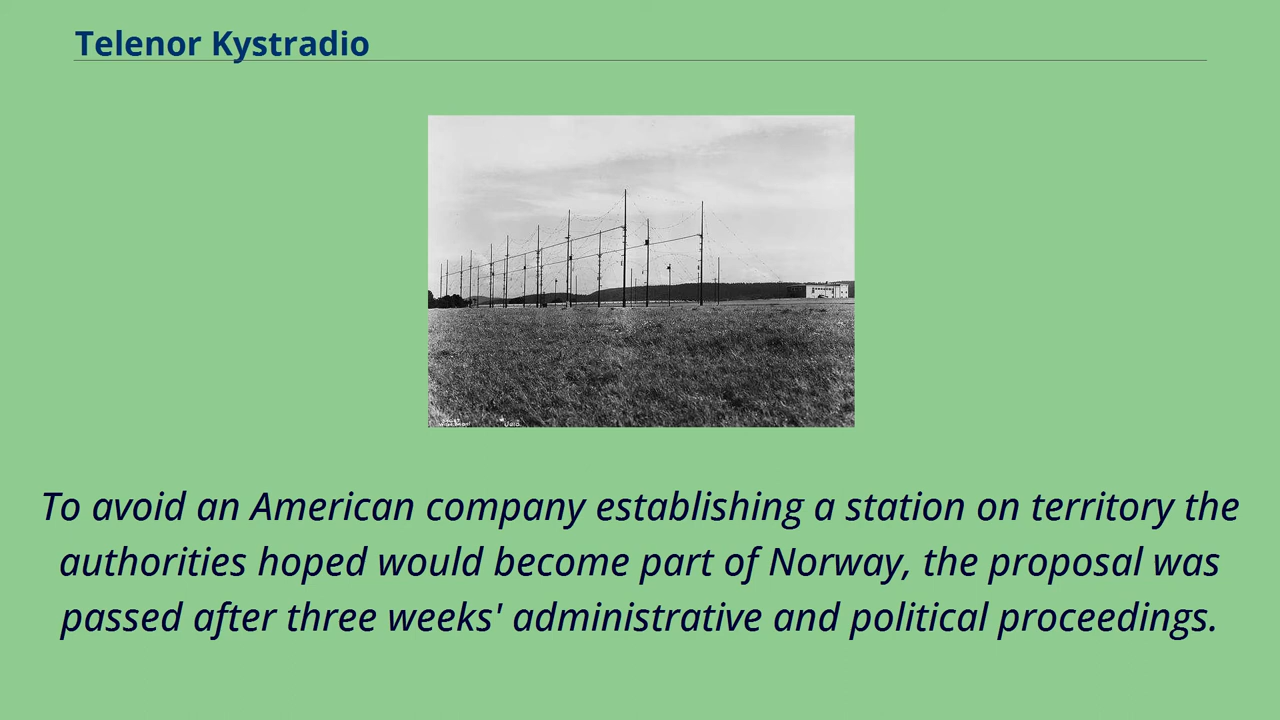 Telenor Kystradio
To avoid an American company establishing a station on territory the
authorities hoped would become part of Norway, the proposal was
passed after three weeks' administrative and political proceedings.